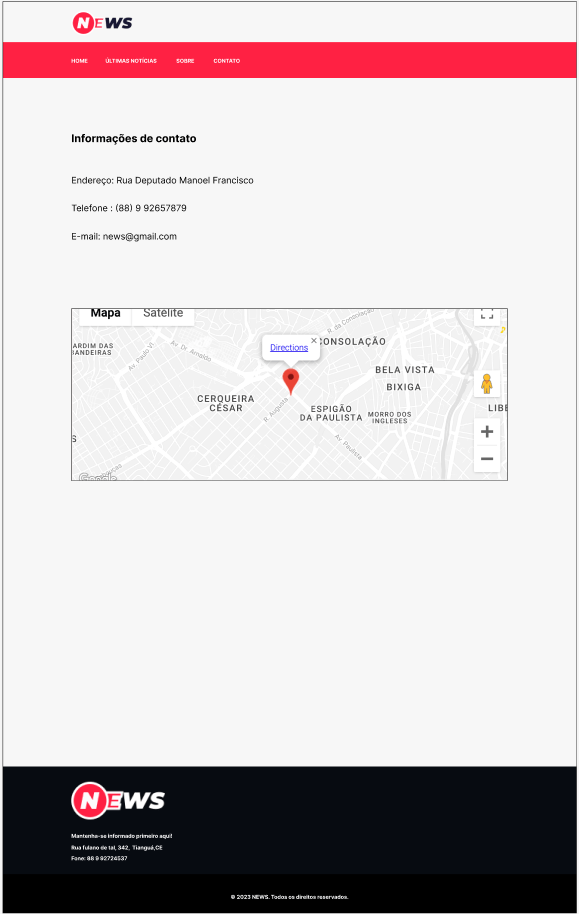 NEWS
HOME ÚLTIMAS NOTÍCIAS SOBRE CONTATO
Informações de contato
Endereço: Rua Deputado Manoel Francisco
Telefone : (88) 9 92657879
E-mail: news@gmail.com
Mapa Satélite
R. da Consolação
CONSOLAÇÃO
JARDIM DAS
BANDEIRAS
Av. Paulo VI
Av. Dr. Arnaldo
Directions
BELA VISTA
BIXIGA
CERQUEIRA
CÉSAR
R. Augusta
ESPIGÃO
DA PAULISTA
MORRO DOS
INGLESES
LIBE
Av. Paulista
Google
NEWS
Mantenha-se informado primeiro aqui!
Rua fulano de tal, 342, Tianguá,CE
Fone: 88 9 92724537
© 2023 NEWS. Todos os direitos reservados.